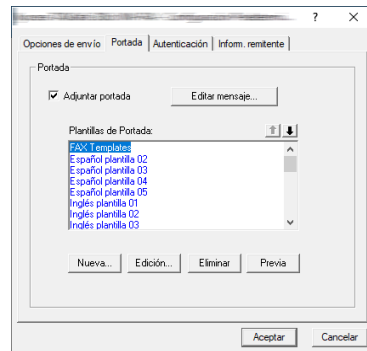 ?
Opciones de envío Portada Autenticación Inform. remitente
Portada
Adjuntar portada Editar mensaje...
Plantillas de Portada:
FAX Templates
Español plantilla 02
Español plantilla 03
Español plantilla 04
Español plantilla 05
Inglés plantilla 01
Inglés plantilla 02
Inglés plantilla 03
Nueva... Edición... Eliminar Previa
Aceptar Cancelar